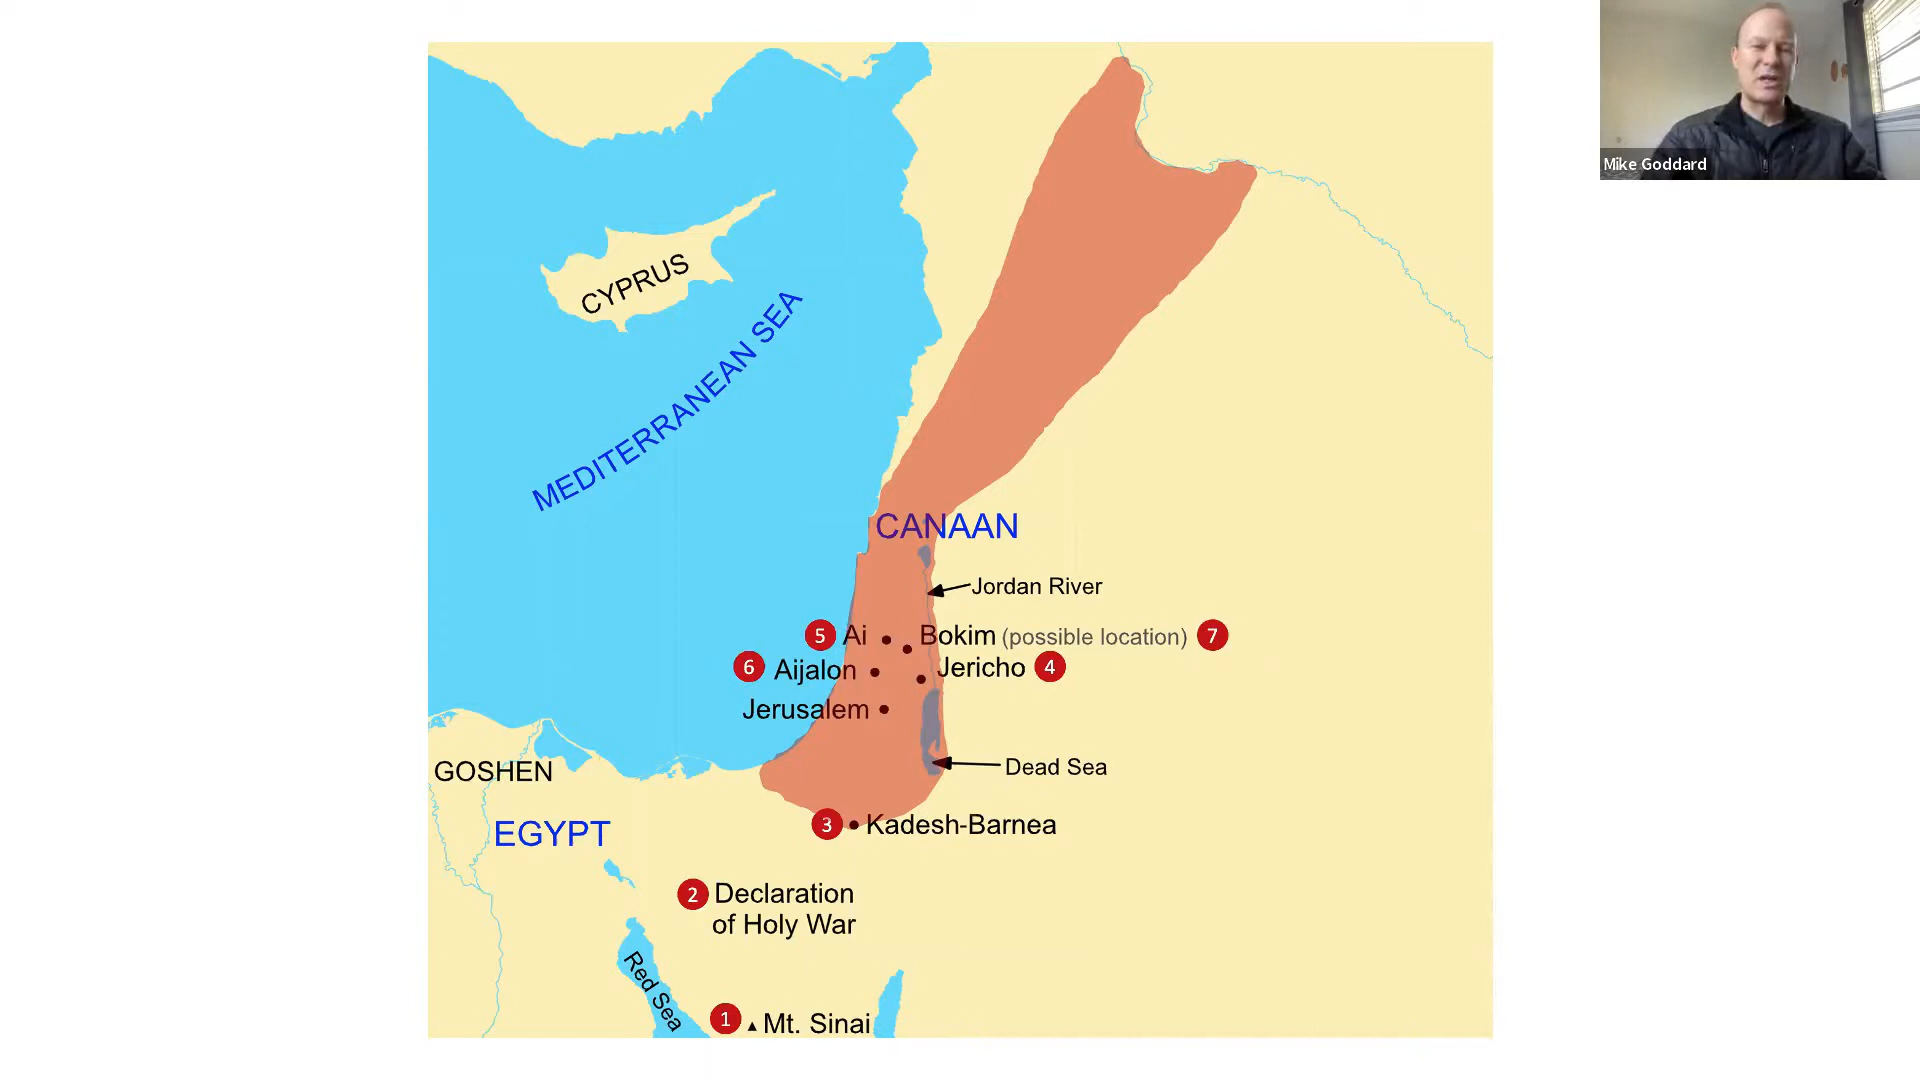 Mike Goddard
CYPRUS
MEDITERRANEAN SEA
CANAAN
Jordan River
5 Ai
Bokim (possible location) 7
6 Aijalon
Jericho 4
Jerusalem
Dead Sea
GOSHEN
EGYPT
3 Kadesh-Barnea
2 Declaration
of Holy War
Red Sea
1 Mt. Sinai